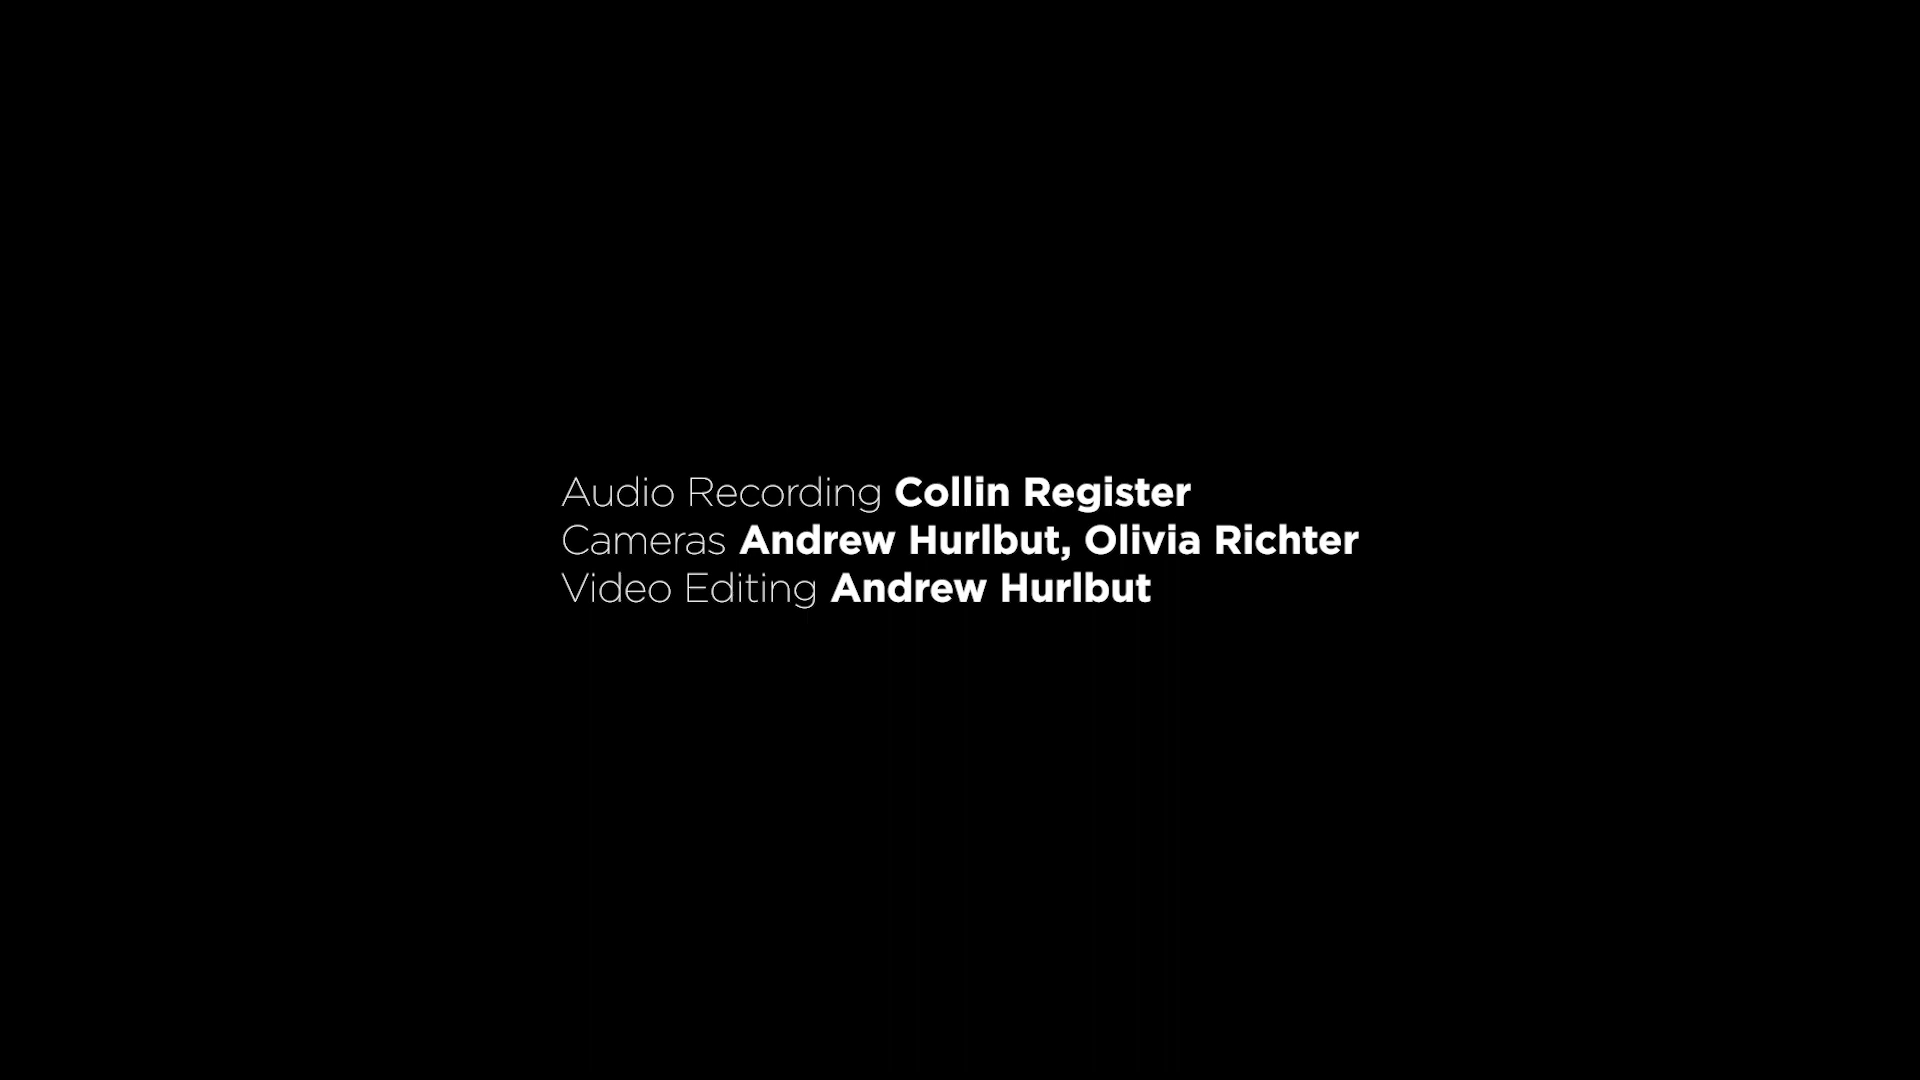 Audio Recording Collin Register
Cameras Andrew Hurlbut, Olivia Richter
Video Editing Andrew Hurlbut